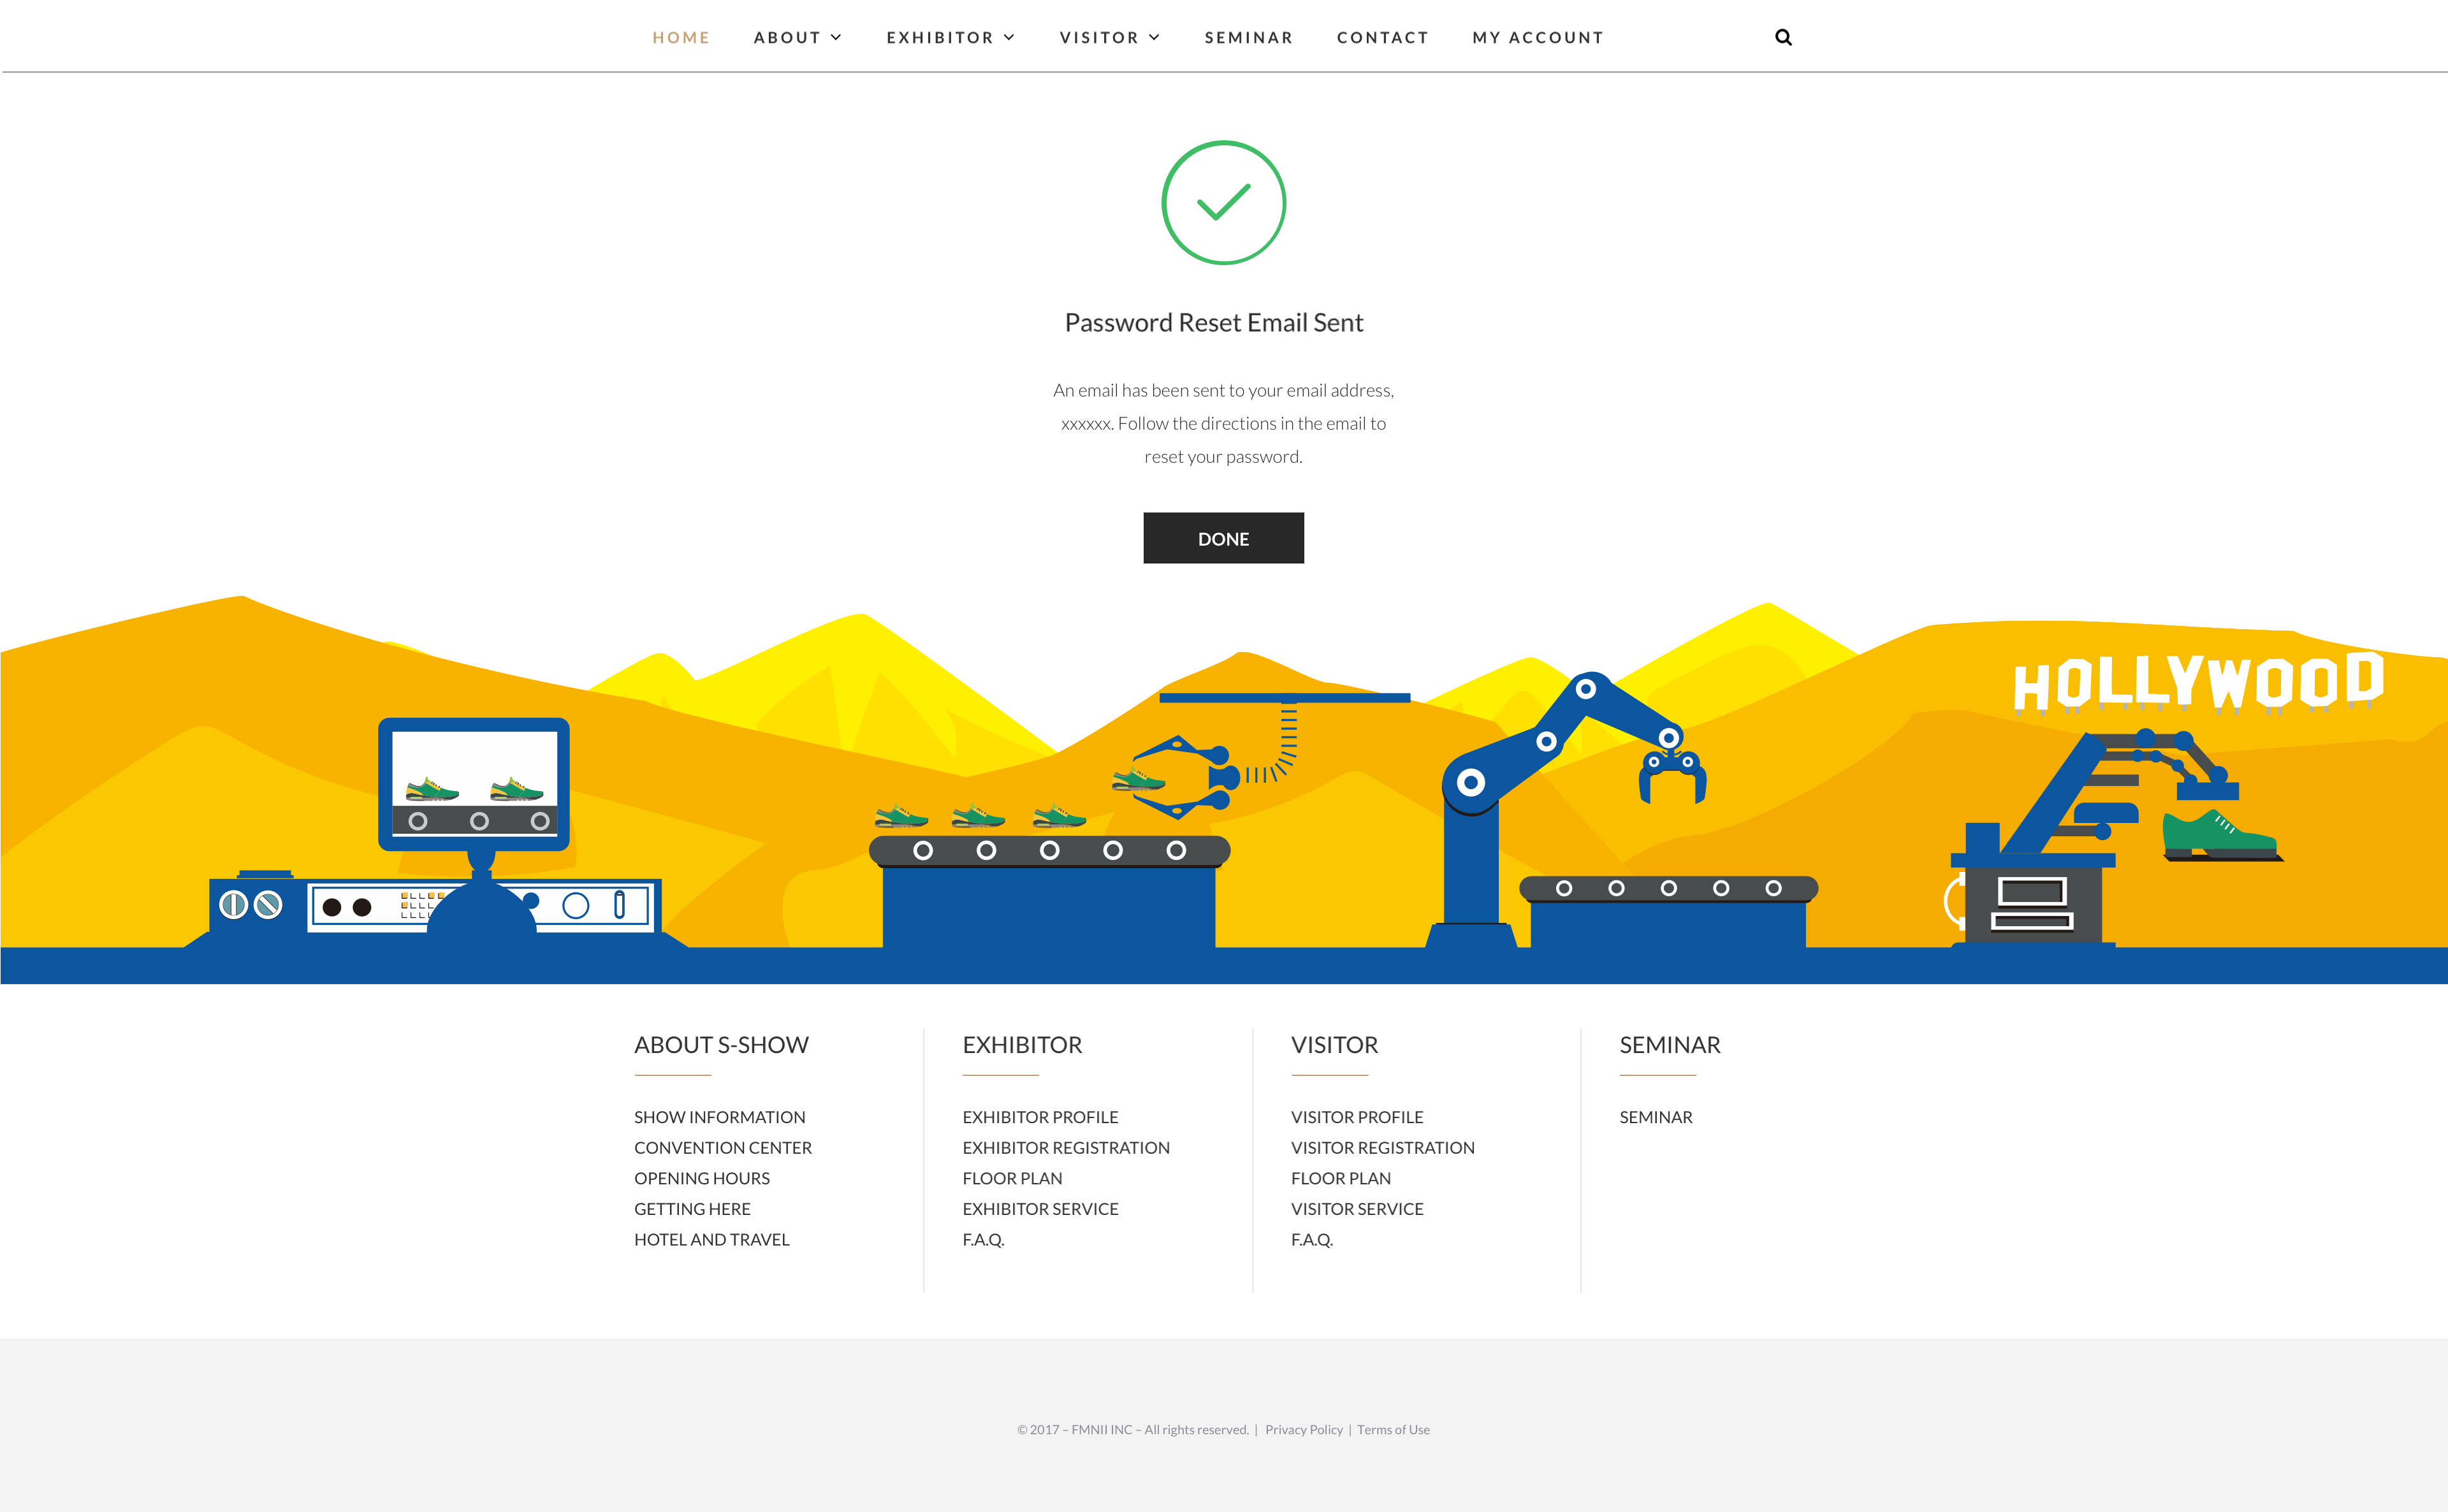 HOME ABOUT EXHIBITOR VISITOR SEMINAR CONTACT MY ACCOUNT
Password Reset Email Sent
An email has been sent to your email address,
xxxxxx. Follow the directions in the email to
reset your password.
DONE
HOLLYWOOD
ABOUT S-SHOW
SHOW INFORMATION
CONVENTION CENTER
OPENING HOURS
GETTING HERE
HOTEL AND TRAVEL
EXHIBITOR
EXHIBITOR PROFILE
EXHIBITOR REGISTRATION
FLOOR PLAN
EXHIBITOR SERVICE
F.A.Q.
VISITOR
VISITOR PROFILE
VISITOR REGISTRATION
FLOOR PLAN
VISITOR SERVICE
F.A.Q.
SEMINAR
SEMINAR
© 2017 – FMNII INC – All rights reserved. | Privacy Policy | Terms of Use